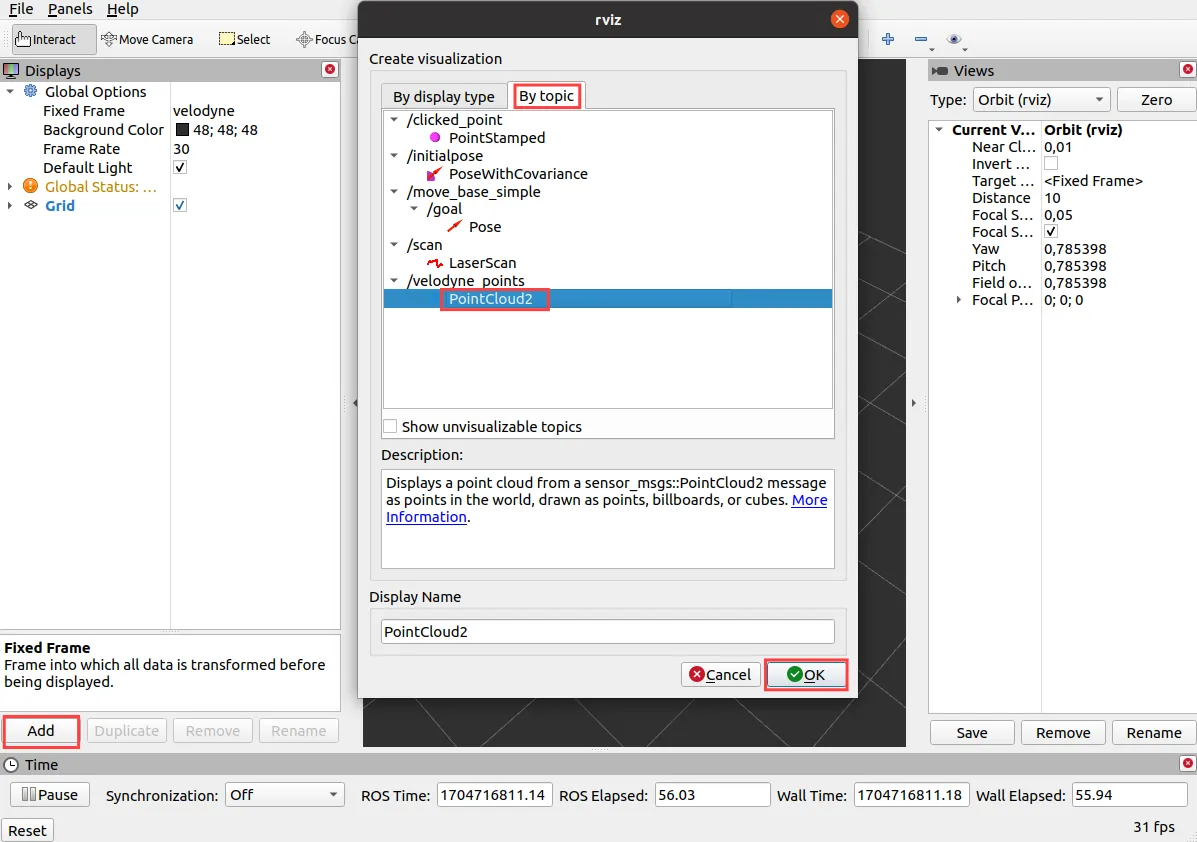 File Panels Help
rviz
Interact Move Camera Select Focus Ca
Displays
Global Options
Fixed Frame velodyne
Background Color 48; 48; 48
Frame Rate 30
Default Light
Global Status: ...
Grid
Fixed Frame
Frame into which all data is transformed before
being displayed.
Add Duplicate Remove Rename
Create visualization
By display type By topic
/clicked_point
PointStamped
/initialpose
PoseWithCovariance
/move_base_simple
/goal
Pose
/scan
LaserScan
/velodyne_points
PointCloud2
Show unvisualizable topics
Description:
Displays a point cloud from a sensor_msgs::PointCloud2 message
as points in the world, drawn as points, billboards, or cubes. More
Information.
Display Name
PointCloud2
Cancel OK
Views
Type: Orbit (rviz) Zero
Current V... Orbit (rviz)
Near Cl... 0,01
Invert ...
Target ... <Fixed Frame>
Distance 10
Focal S... 0,05
Focal S...
Yaw 0,785398
Pitch 0,785398
Field o... 0,785398
Focal P... 0; 0; 0
Save Remove Rename
Time
Pause Synchronization: Off ROS Time: 1704716811.14 ROS Elapsed: 56.03 Wall Time: 1704716811.18 Wall Elapsed: 55.94
Reset 31 fps